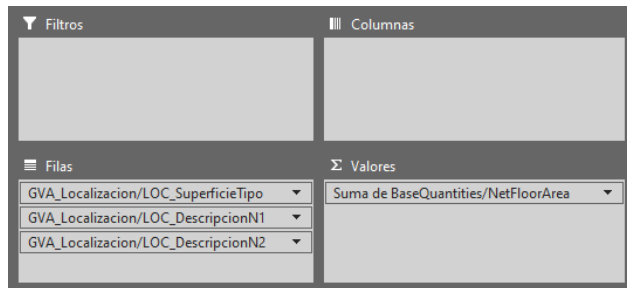 Filtros
Columnas
Filas
GVA_Localizacion/LOC_SuperficieTipo
GVA_Localizacion/LOC_DescripcionN1
GVA_Localizacion/LOC_DescripcionN2
Σ Valores
Suma de BaseQuantities/NetFloorArea